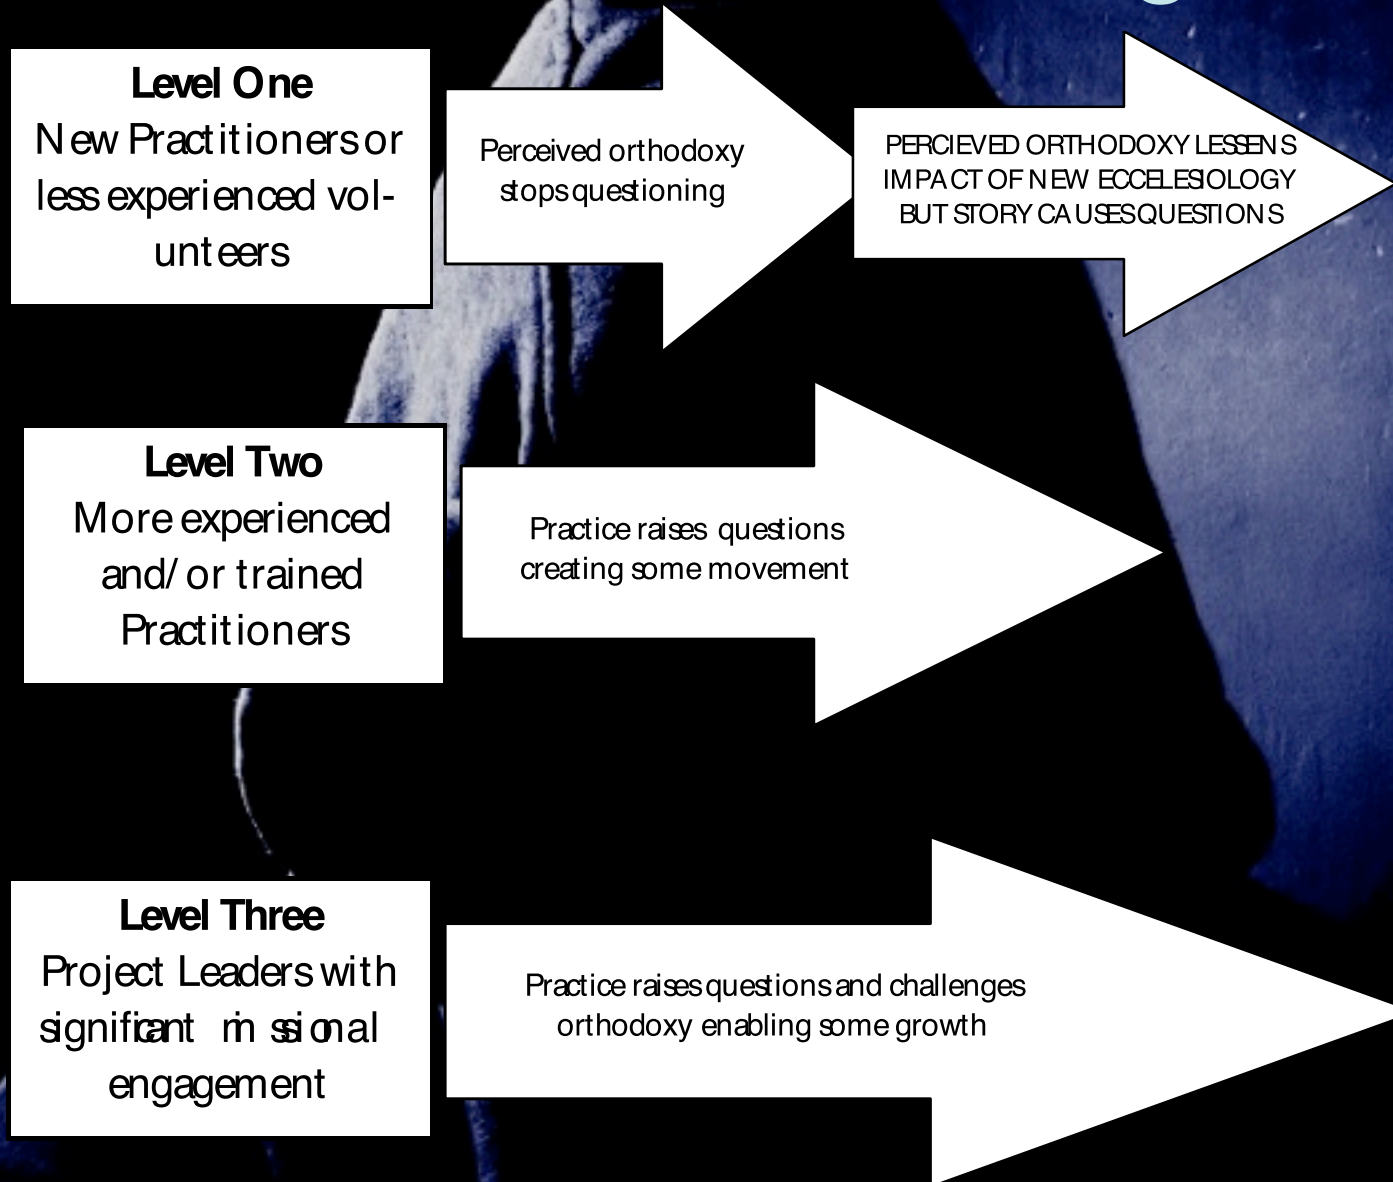 Level One
New Practitioners or
less experienced vol-
unteers
Perceived orthodoxy
stops questioning
PERCIEVED ORTHODOXY LESSENS
IMPACT OF NEW ECCELESIOLOGY
BUT STORY CAUSES QUESTIONS
Level Two
More experienced
and/or trained
Practitioners
Practice raises questions
creating some movement
Level Three
Project Leaders with
significant missional
engagement
Practice raises questions and challenges
orthodoxy enabling some growth